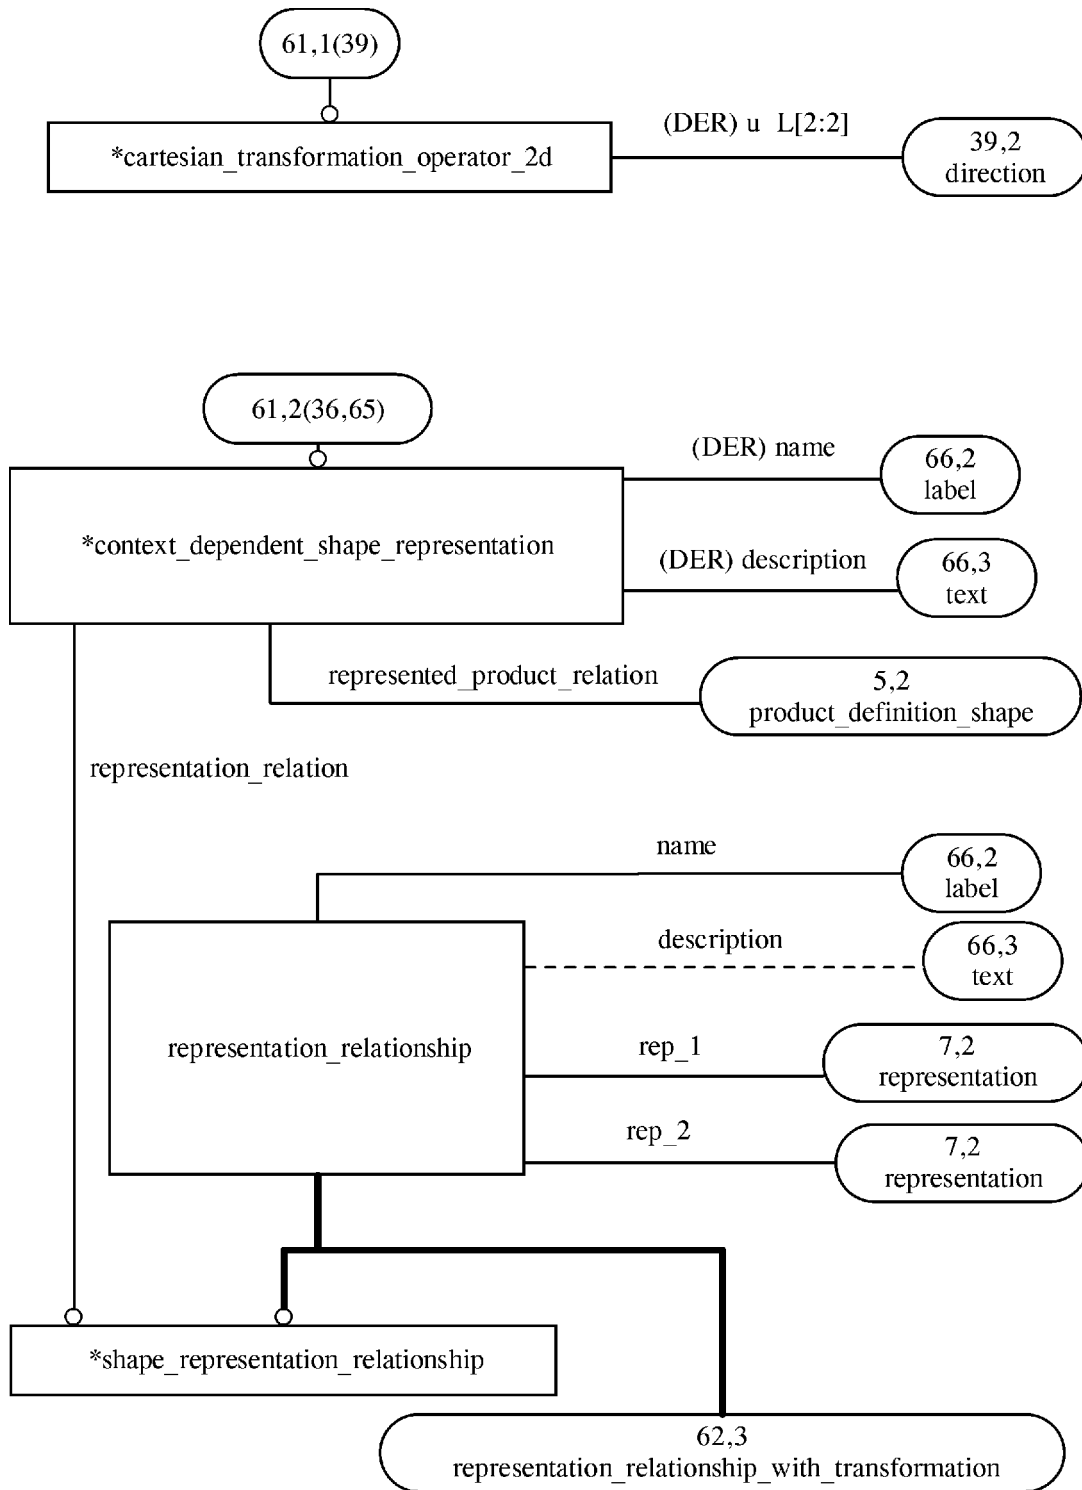 61,1(39)
(DER) u L[2:2]
*cartesian_transformation_operator_2d
39,2
direction
61,2(36,65)
(DER) name
66,2
label
*context_dependent_shape_representation
(DER) description
66,3
text
represented_product_relation
5,2
product_definition_shape
representation_relation
name
66,2
label
description
66,3
text
representation_relationship
rep_1
7,2
representation
rep_2
7,2
representation
*shape_representation_relationship
62,3
representation_relationship_with_transformation